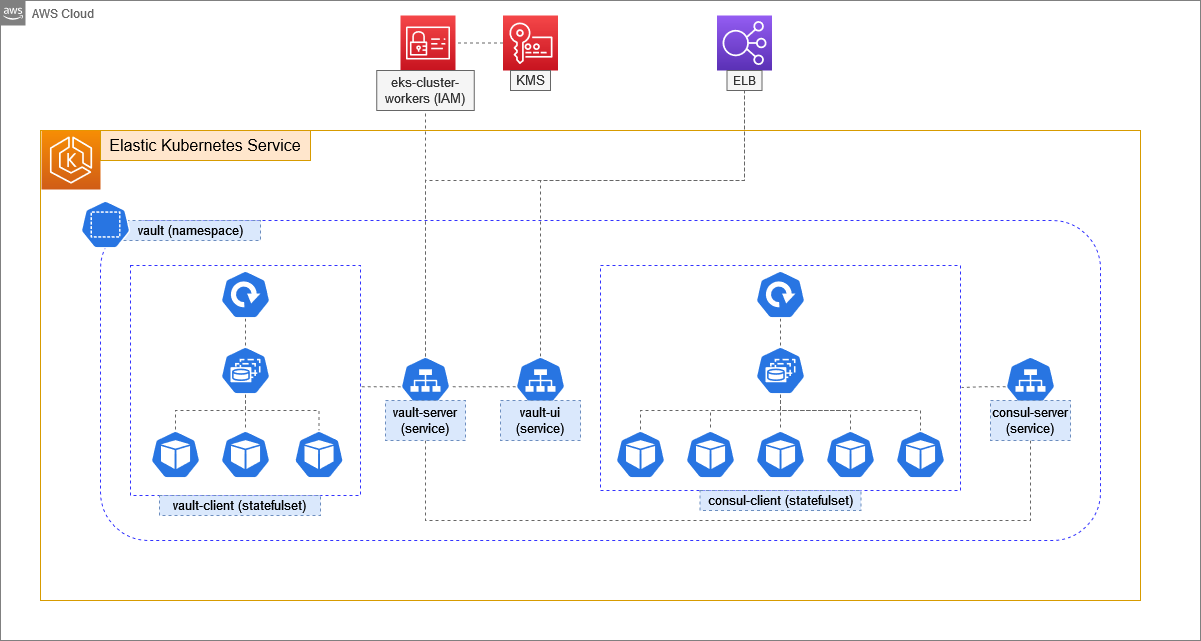 aws
AWS Cloud
eks-cluster-
workers (IAM)
KMS
ELB
K
Elastic Kubernetes Service
vault (namespace)
vault-server
(service)
vault-ui
(service)
consul-server
(service)
vault-client (statefulset)
consul-client (statefulset)